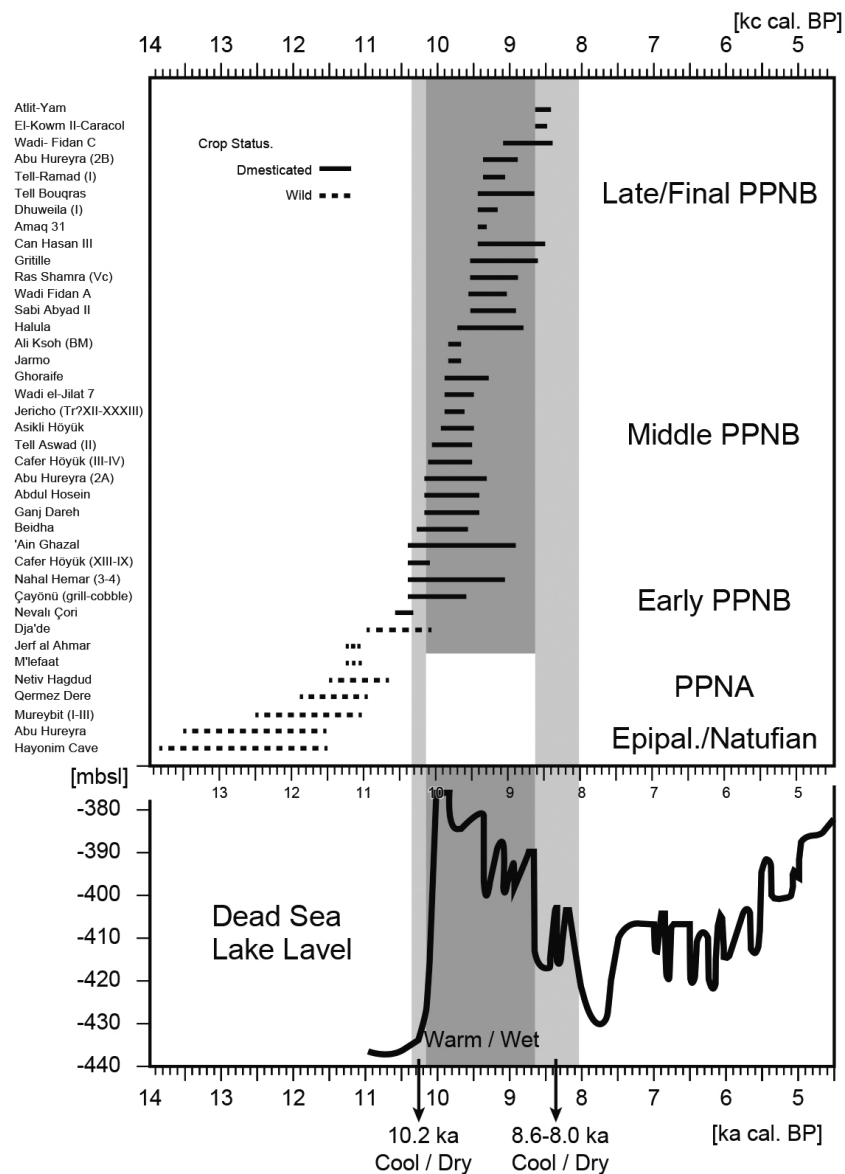 [kc cal. BP]
14 13 12 11 10 9 8 7 6 5
Atlit-Yam
El-Kowm II-Caracol
Wadi- Fidan C
Crop Status.
Abu Hureyra (2B)
Dmesticated
Tell-Ramad (I)
Tell Bouqras
Wild
Late/Final PPNB
Dhuweila (I)
Amaq 31
Can Hasan III
Gritille
Ras Shamra (Vc)
Wadi Fidan A
Sabi Abyad II
Halula
Ali Ksoh (BM)
Jarmo
Ghoraife
Wadi el-Jilat 7
Jericho (Tr?XII-XXXIII)
Asikli Höyük
Middle PPNB
Tell Aswad (II)
Cafer Höyük (III-IV)
Abu Hureyra (2A)
Abdul Hosein
Ganj Dareh
Beidha
'Ain Ghazal
Cafer Höyük (XIII-IX)
Nahal Hemar (3-4)
Çayönü (grill-cobble)
Early PPNB
Nevalı Çori
Dja'de
Jerf al Ahmar
M'lefaat
Netiv Hagdud
PPNA
Qermez Dere
Mureybit (I-III)
Abu Hureyra
Epipal./Natufian
Hayonim Cave
[mbsl]
13 12 11 10 9 8 7 6 5
-380
-390
-400
Dead Sea
-410
Lake Lavel
-420
-430
Warm / Wet
-440
14 13 12 11 10 9 8 7 6 5
10.2 ka 8.6-8.0 ka [ka cal. BP]
Cool / Dry Cool / Dry